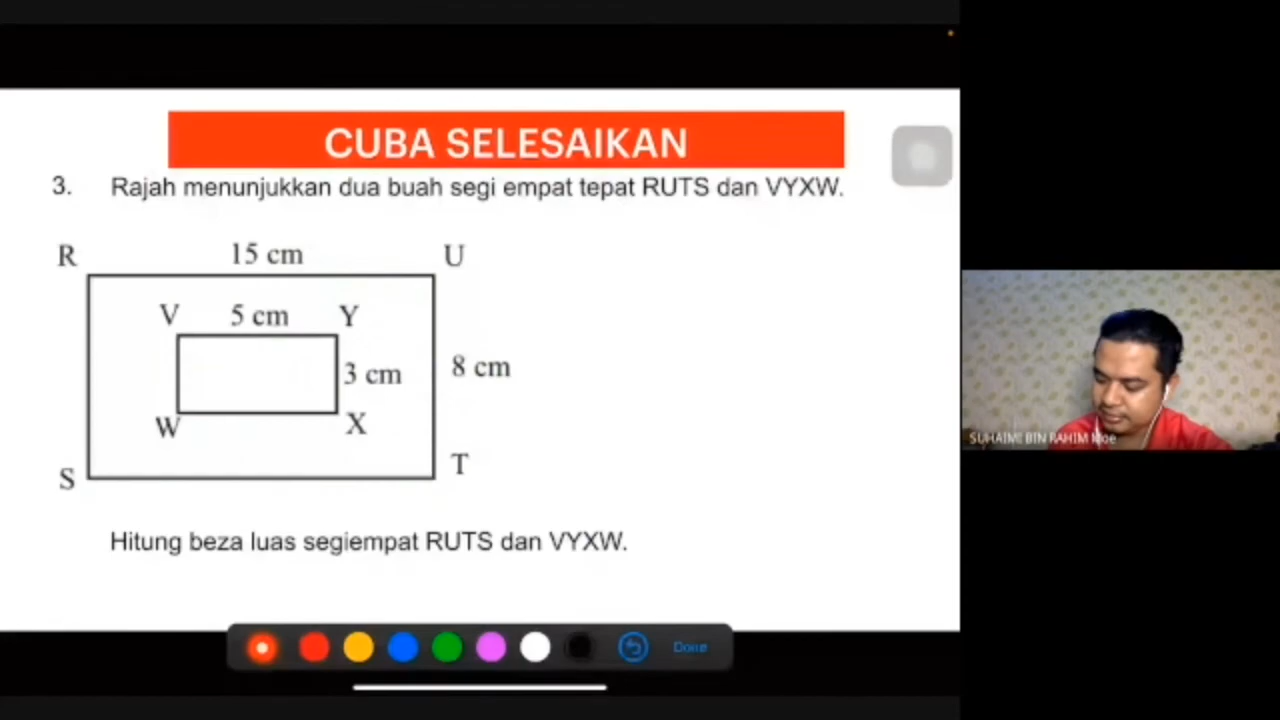 CUBA SELESAIKAN
3. Rajah menunjukkan dua buah segi empat tepat RUTS dan VYXW.
R 15 cm U
V 5 cm Y
3 cm 8 cm
W X
S T
Hitung beza luas segiempat RUTS dan VYXW.
SUHAIMI BIN RAHIM Moe
Done